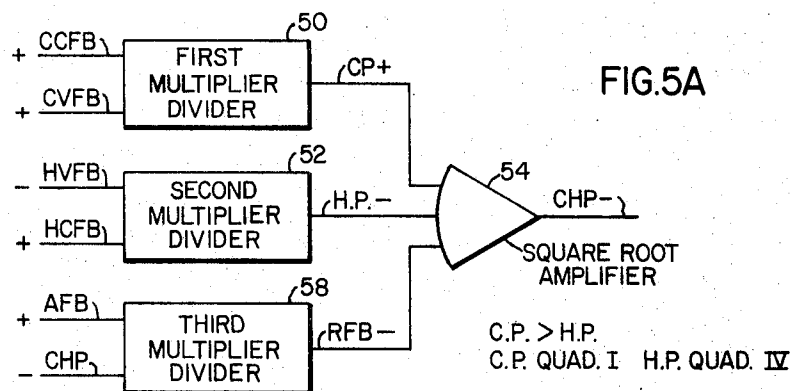 50
+ CCFB
FIRST
MULTIPLIER
DIVIDER
+ CVFB
CP+
FIG.5A
52
- HVFB
SECOND
MULTIPLIER
DIVIDER
+ HCFB
H.P.-
54
CHP-
SQUARE ROOT
AMPLIFIER
58
+ AFB
THIRD
MULTIPLIER
DIVIDER
- CHP
RFB-
C.P. > H.P.
C.P. QUAD. I H.P. QUAD. IV